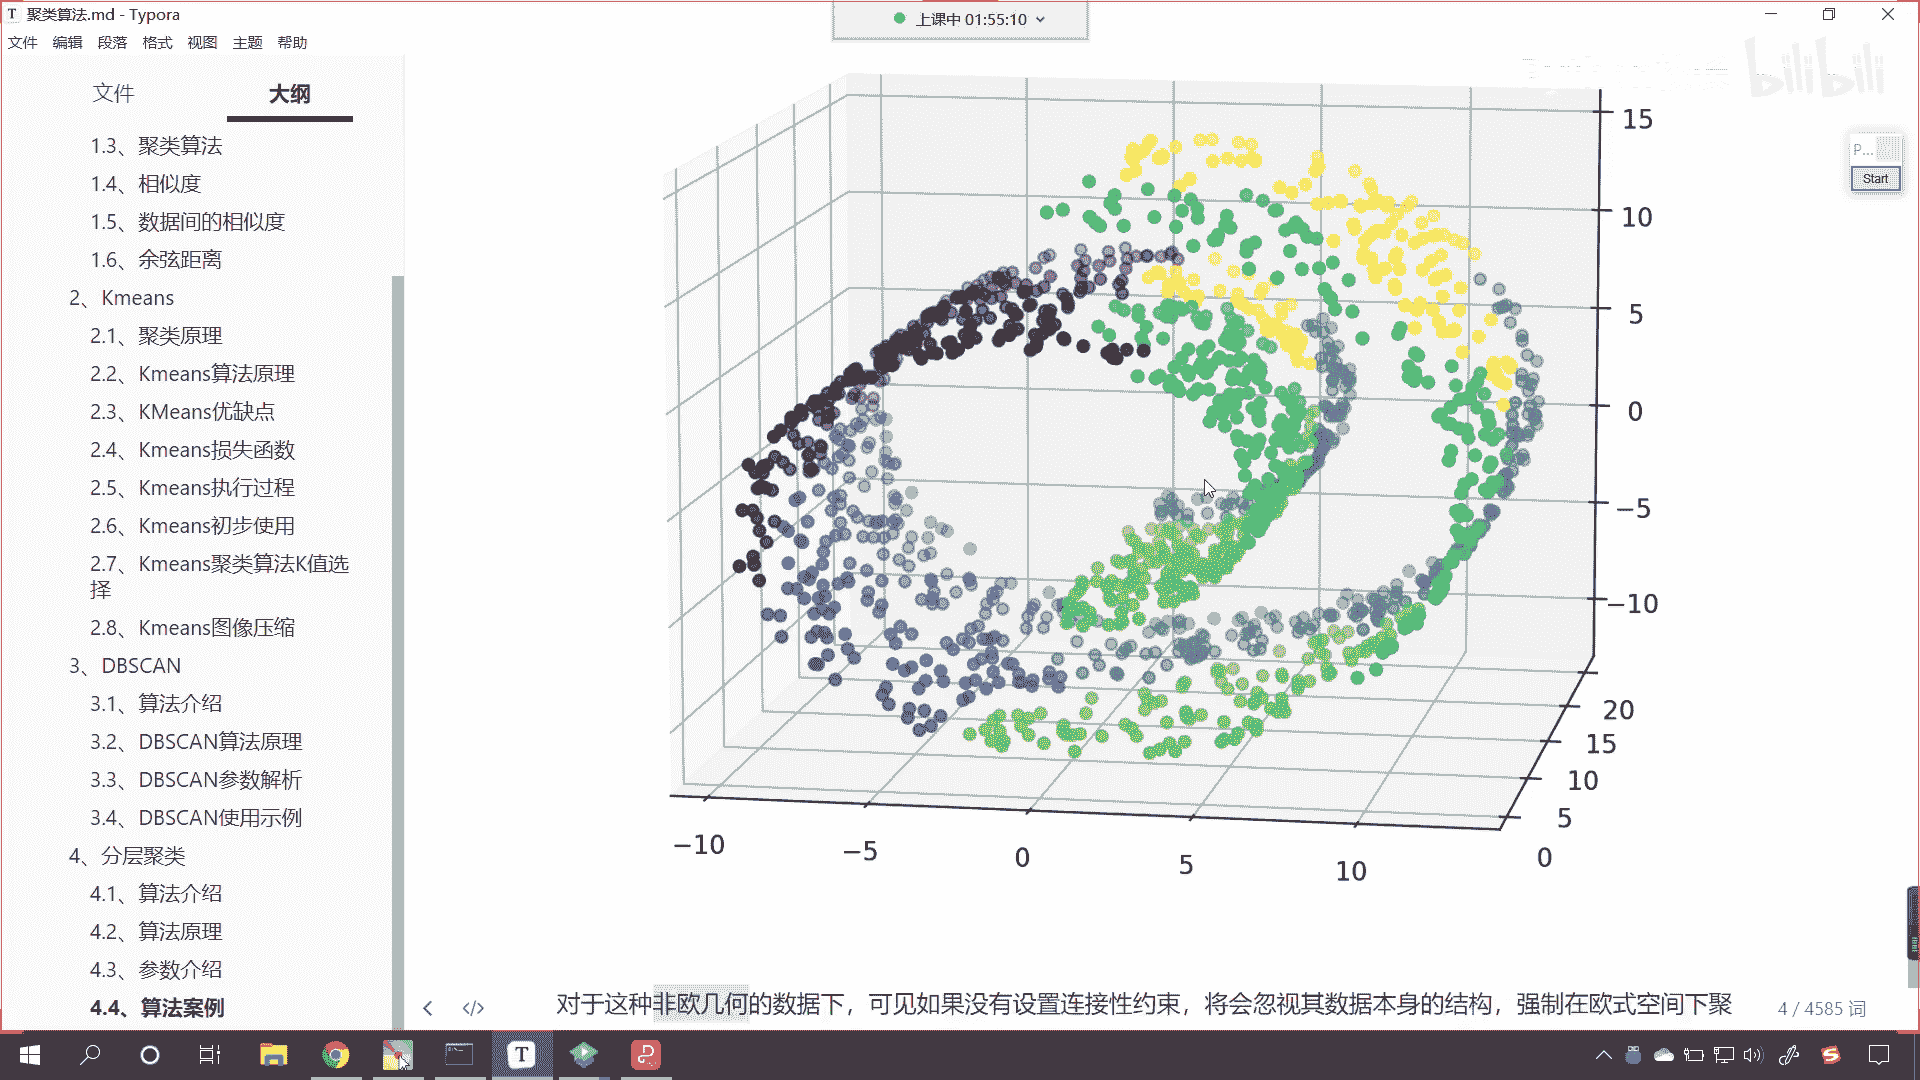 聚类算法.md - Typora
上课中 01:55:10
文件 编辑 段落 格式 视图 主题 帮助
bilibili
文件 大纲
P...
Start
1.3、聚类算法
1.4、相似度
1.5、数据间的相似度
1.6、余弦距离
2、Kmeans
2.1、聚类原理
2.2、Kmeans算法原理
2.3、KMeans优缺点
2.4、Kmeans损失函数
2.5、Kmeans执行过程
2.6、Kmeans初步使用
2.7、Kmeans聚类算法K值选
择
2.8、Kmeans图像压缩
3、DBSCAN
3.1、算法介绍
3.2、DBSCAN算法原理
3.3、DBSCAN参数解析
3.4、DBSCAN使用示例
4、分层聚类
4.1、算法介绍
4.2、算法原理
4.3、参数介绍
4.4、算法案例
15
10
5
0
−5
−10
20
15
10
5
0
−10 −5 0 5 10
对于这种非欧几何的数据下，可见如果没有设置连接性约束，将会忽视其数据本身的结构，强制在欧式空间下聚
4 / 4585 词